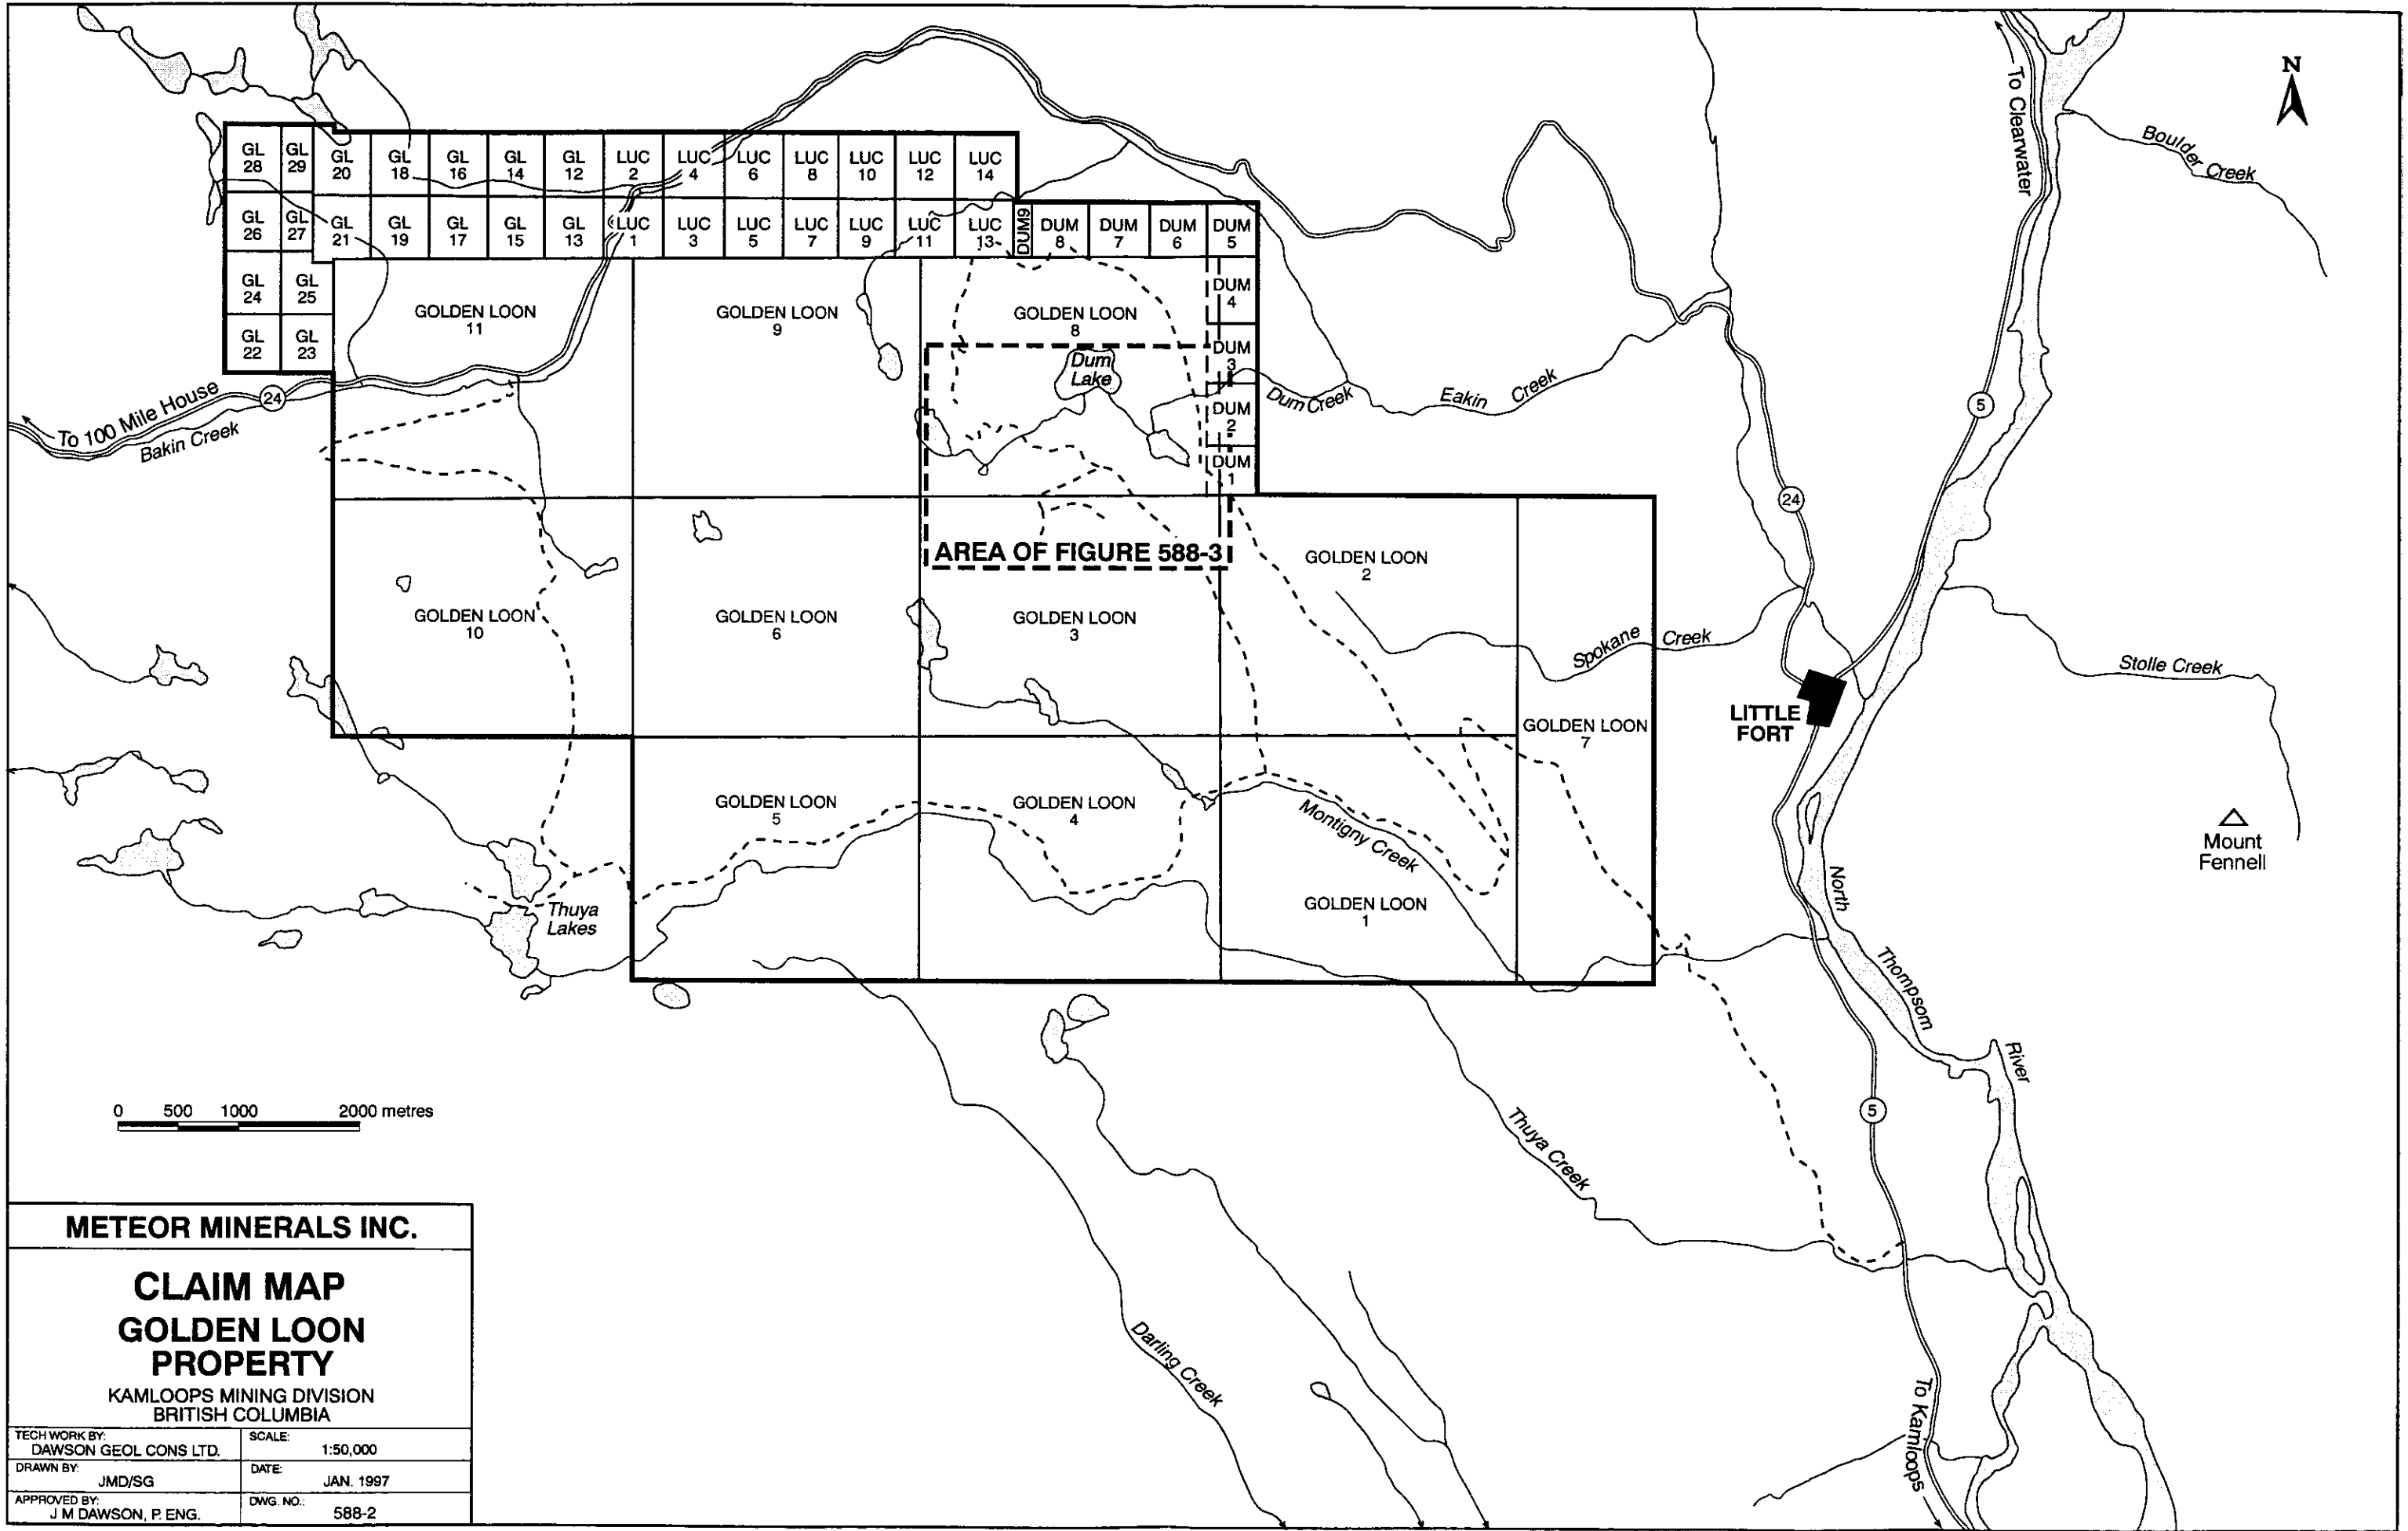 N
To Clearwater
Boulder Creek
GL
28
GL
29
GL
20
GL
18
GL
16
GL
14
GL
12
LUC
2
LUC
4
LUC
6
LUC
8
LUC
10
LUC
12
LUC
14
GL
26
GL
27
GL
21
GL
19
GL
17
GL
15
GL
13
LUC
1
LUC
3
LUC
5
LUC
7
LUC
9
LUC
11
LUC
13
DUM9
DUM
8
DUM
7
DUM
6
DUM
5
GL
24
GL
25
DUM
4
GL
22
GL
23
DUM
3
DUM
2
DUM
1
GOLDEN LOON
11
GOLDEN LOON
9
GOLDEN LOON
8
Dum
Lake
Dum Creek
Eakin Creek
To 100 Mile House
24
Bakin Creek
5
24
AREA OF FIGURE 588-3
GOLDEN LOON
2
GOLDEN LOON
10
GOLDEN LOON
6
GOLDEN LOON
3
Spokane Creek
Stolle Creek
LITTLE
FORT
GOLDEN LOON
7
GOLDEN LOON
5
GOLDEN LOON
4
Montigny Creek
GOLDEN LOON
1
Mount
Fennell
Thuya
Lakes
North
Thompsom
River
0 500 1000 2000 metres
5
Thuya Creek
Darling Creek
To Kamloops
METEOR MINERALS INC.
CLAIM MAP
GOLDEN LOON
PROPERTY
KAMLOOPS MINING DIVISION
BRITISH COLUMBIA
TECH WORK BY:
DAWSON GEOL CONS LTD.
SCALE:
1:50,000
DRAWN BY:
JMD/SG
DATE:
JAN. 1997
APPROVED BY:
J M DAWSON, P. ENG.
DWG. NO.:
588-2